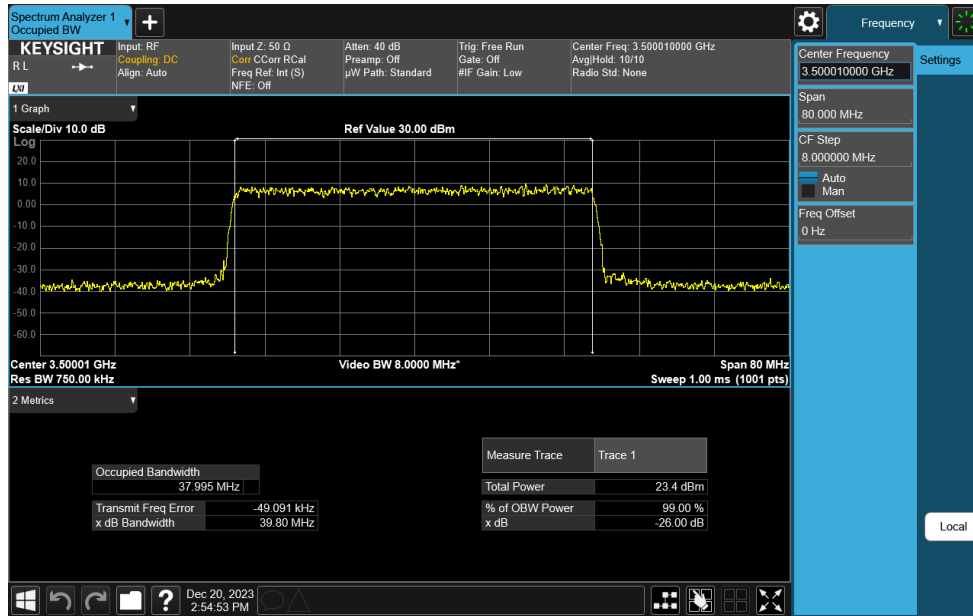 Spectrum Analyzer 1
Occupied BW
+
Frequency
KEYSIGHT
R L
LXI
Input: RF
Coupling: DC
Align: Auto
Input Z: 50 Ω
Corr CCorr RCal
Freq Ref: Int (S)
NFE: Off
Atten: 40 dB
Preamp: Off
µW Path: Standard
Trig: Free Run
Gate: Off
#IF Gain: Low
Center Freq: 3.500010000 GHz
Avg|Hold: 10/10
Radio Std: None
Center Frequency
3.500010000 GHz
Settings
Span
80.000 MHz
CF Step
8.000000 MHz
Auto
Man
Freq Offset
0 Hz
Local
1 Graph
Scale/Div 10.0 dB
Ref Value 30.00 dBm
Log
20.0
10.0
0.00
-10.0
-20.0
-30.0
-40.0
-50.0
-60.0
Center 3.50001 GHz
Video BW 8.0000 MHz*
Span 80 MHz
Res BW 750.00 kHz
Sweep 1.00 ms (1001 pts)
2 Metrics
Measure Trace
Trace 1
Occupied Bandwidth
37.995 MHz
Total Power
23.4 dBm
Transmit Freq Error
-49.091 kHz
% of OBW Power
99.00 %
x dB Bandwidth
39.80 MHz
x dB
-26.00 dB
?
Dec 20, 2023
2:54:53 PM